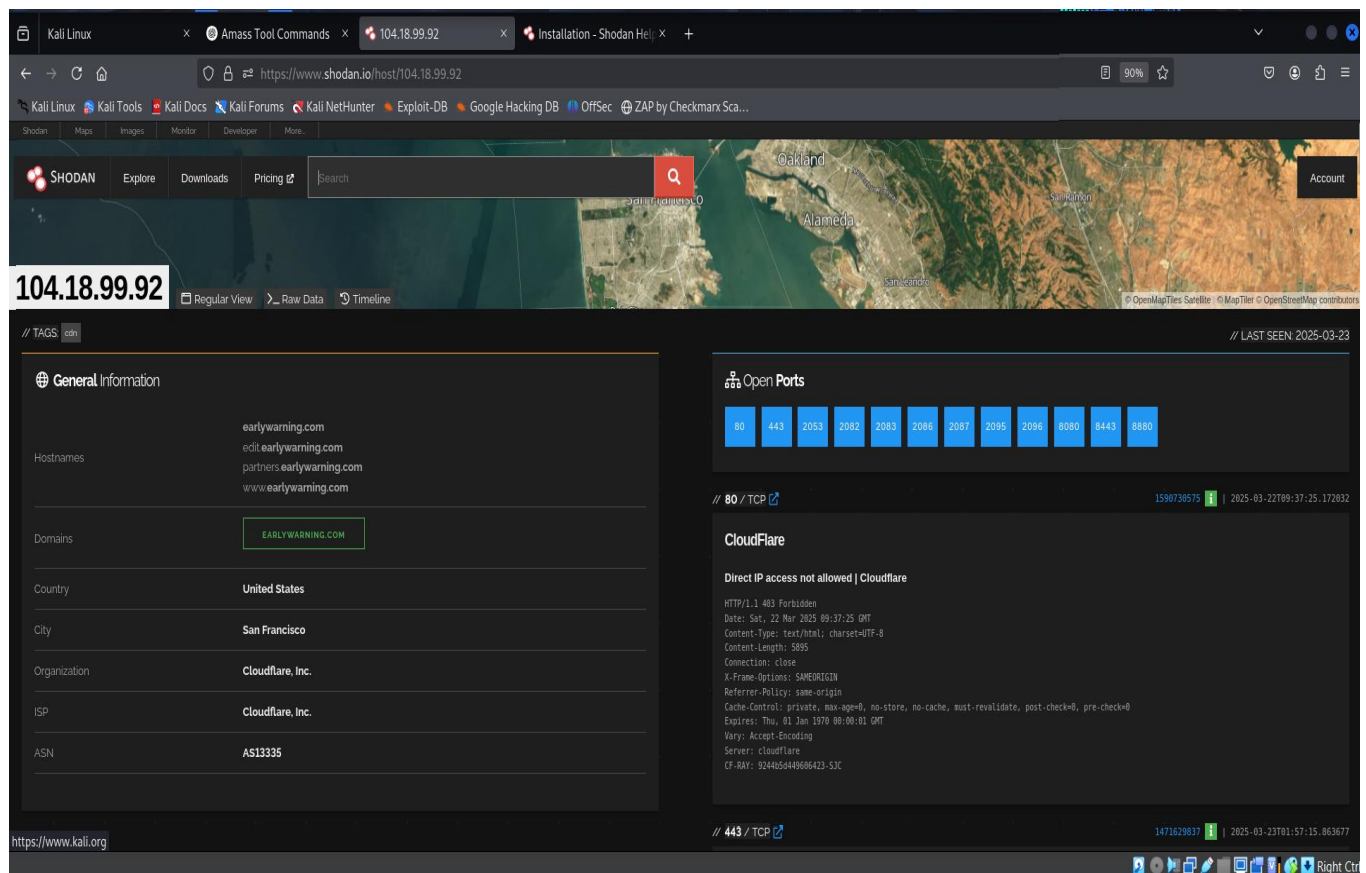 Kali Linux
Amass Tool Commands
104.18.99.92
Installation - Shodan Help
https://www.shodan.io/host/104.18.99.92
90%
Kali Linux Kali Tools Kali Docs Kali Forums Kali NetHunter Exploit-DB Google Hacking DB OffSec ZAP by Checkmarx Sca...
Shodan Maps Images Monitor Developer More...
SHODAN Explore Downloads Pricing Search Account
Oakland
San Francisco
Alameda
San Ramon
San Leandro
104.18.99.92 Regular View >_ Raw Data Timeline
© OpenMapTiles Satellite | © MapTiler © OpenStreetMap contributors
// TAGS: cdn
// LAST SEEN: 2025-03-23
General Information
Hostnames
earlywarning.com
edit.earlywarning.com
partners.earlywarning.com
www.earlywarning.com
Domains EARLYWARNING.COM
Country United States
City San Francisco
Organization Cloudflare, Inc.
ISP Cloudflare, Inc.
ASN AS13335
Open Ports
80 443 2053 2082 2083 2086 2087 2095 2096 8080 8443 8880
// 80 / TCP 1590730575 | 2025-03-22T09:37:25.172032
CloudFlare
Direct IP access not allowed | Cloudflare
HTTP/1.1 403 Forbidden
Date: Sat, 22 Mar 2025 09:37:25 GMT
Content-Type: text/html; charset=UTF-8
Content-Length: 5895
Connection: close
X-Frame-Options: SAMEORIGIN
Referrer-Policy: same-origin
Cache-Control: private, max-age=0, no-store, no-cache, must-revalidate, post-check=0, pre-check=0
Expires: Thu, 01 Jan 1970 00:00:01 GMT
Vary: Accept-Encoding
Server: cloudflare
CF-RAY: 9244b5d449606423-SJC
// 443 / TCP 1471629837 | 2025-03-23T01:57:15.863677
https://www.kali.org
Right Ctrl